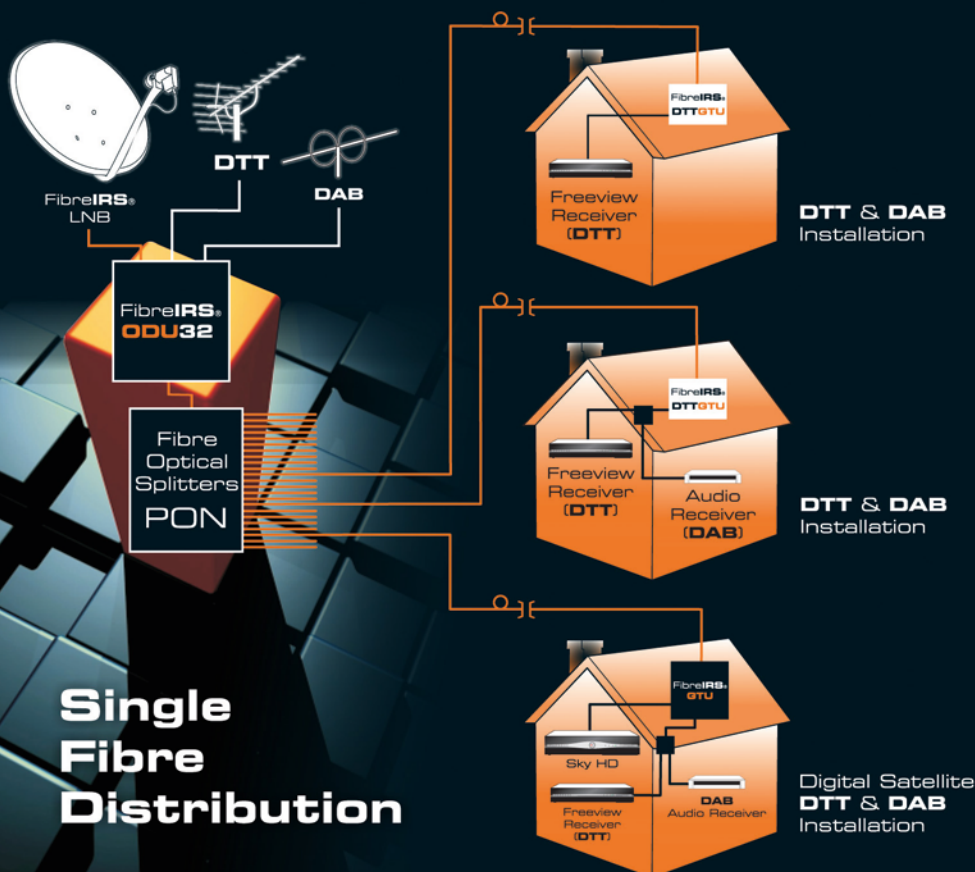 FibreIRS®
LNB
DTT
DAB
FibreIRS®
ODU32
Fibre
Optical
Splitters
PON
Single
Fibre
Distribution
FibreIRS®
DTTGTU
Freeview
Receiver
(DTT)
DTT & DAB
Installation
FibreIRS®
DTTGTU
Freeview
Receiver
(DTT)
Audio
Receiver
(DAB)
DTT & DAB
Installation
FibreIRS®
GTU
Sky HD
Freeview
Receiver
(DTT)
DAB
Audio Receiver
Digital Satellite
DTT & DAB
Installation